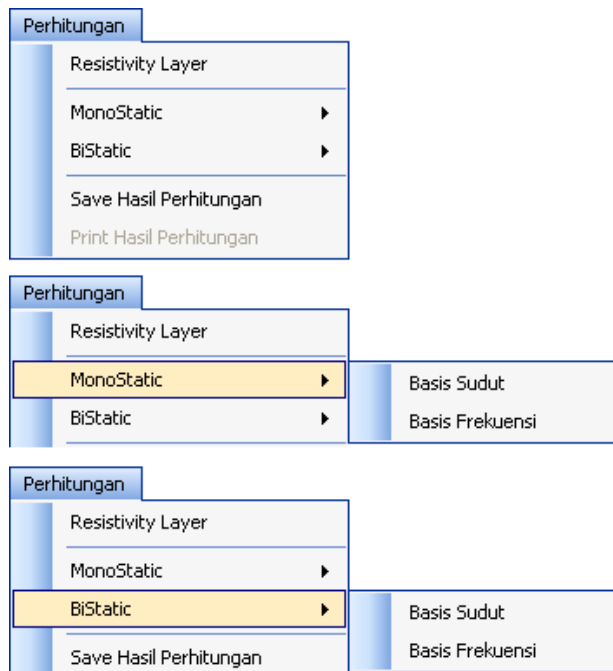 Perhitungan
Resistivity Layer
MonoStatic
BiStatic
Save Hasil Perhitungan
Print Hasil Perhitungan
Perhitungan
Resistivity Layer
MonoStatic
Basis Sudut
BiStatic
Basis Frekuensi
Perhitungan
Resistivity Layer
MonoStatic
BiStatic
Basis Sudut
Save Hasil Perhitungan
Basis Frekuensi